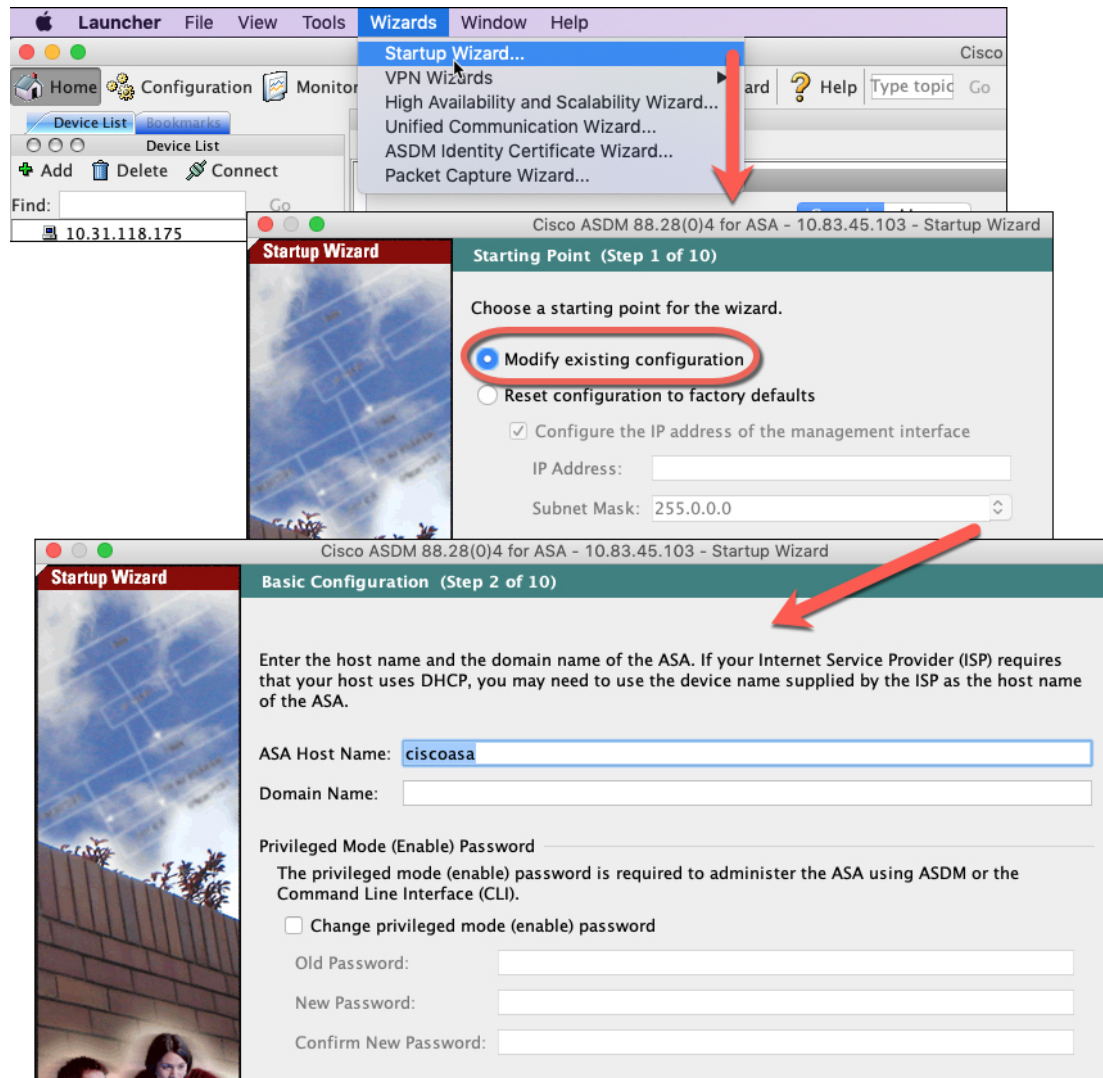 Launcher File View Tools Wizards Window Help
Startup Wizard...
VPN Wizards
High Availability and Scalability Wizard...
Unified Communication Wizard...
ASDM Identity Certificate Wizard...
Packet Capture Wizard...
Cisco
Home Configuration Monitor ard Help Type topic Go
Device List Bookmarks
Device List
Add Delete Connect
Find: Go
10.31.118.175
Cisco ASDM 88.28(0)4 for ASA - 10.83.45.103 - Startup Wizard
Startup Wizard
Starting Point (Step 1 of 10)
Choose a starting point for the wizard.
Modify existing configuration
Reset configuration to factory defaults
Configure the IP address of the management interface
IP Address:
Subnet Mask: 255.0.0.0
Cisco ASDM 88.28(0)4 for ASA - 10.83.45.103 - Startup Wizard
Startup Wizard
Basic Configuration (Step 2 of 10)
Enter the host name and the domain name of the ASA. If your Internet Service Provider (ISP) requires
that your host uses DHCP, you may need to use the device name supplied by the ISP as the host name
of the ASA.
ASA Host Name: ciscoasa
Domain Name:
Privileged Mode (Enable) Password
The privileged mode (enable) password is required to administer the ASA using ASDM or the
Command Line Interface (CLI).
Change privileged mode (enable) password
Old Password:
New Password:
Confirm New Password: